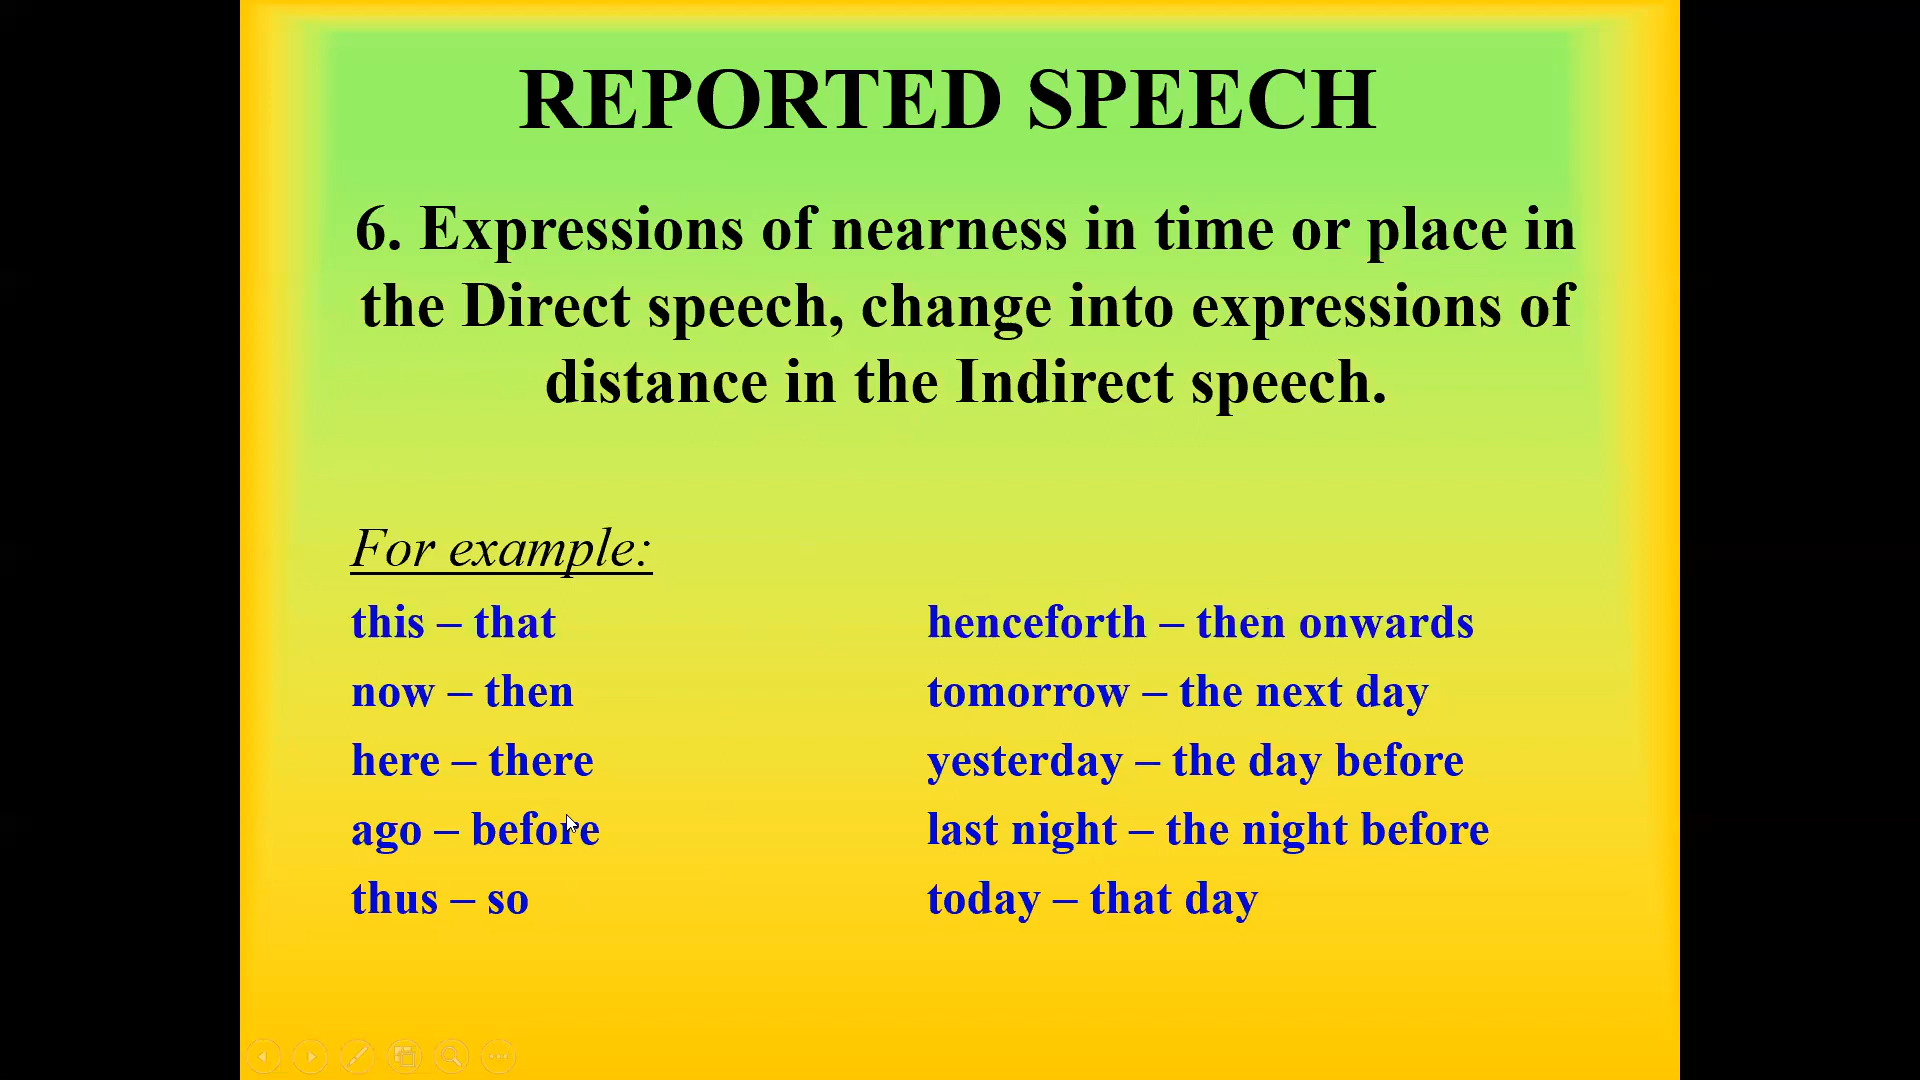 REPORTED SPEECH
6. Expressions of nearness in time or place in
the Direct speech, change into expressions of
distance in the Indirect speech.
For example:
this – that
now – then
here – there
ago – before
thus – so
henceforth – then onwards
tomorrow – the next day
yesterday – the day before
last night – the night before
today – that day